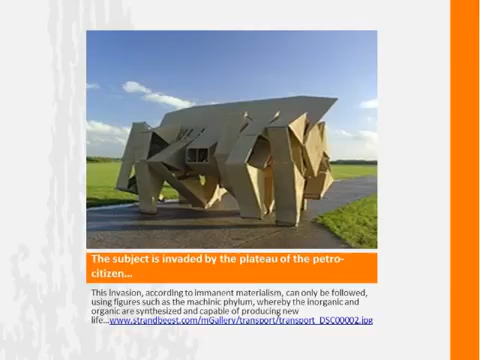 The subject is invaded by the plateau of the petro-
citizen…
This Invasion, according to immanent materialism, can only be followed,
using figures such as the machinic phylum, whereby the inorganic and
organic are synthesized and capable of producing new
life…www.strandbeest.com/mGallery/transport/transport_DSC00002.jpg